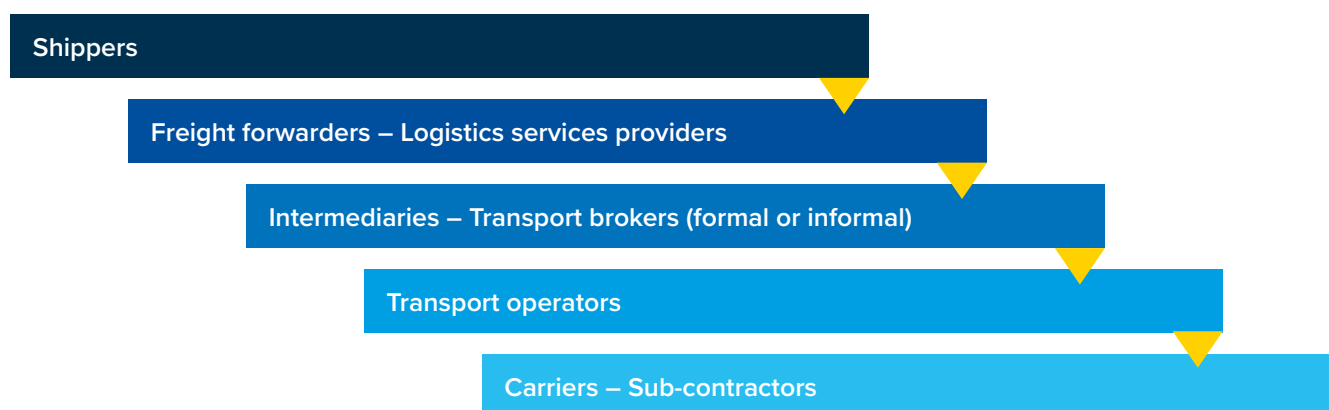 Shippers
Freight forwarders – Logistics services providers
Intermediaries – Transport brokers (formal or informal)
Transport operators
Carriers – Sub-contractors